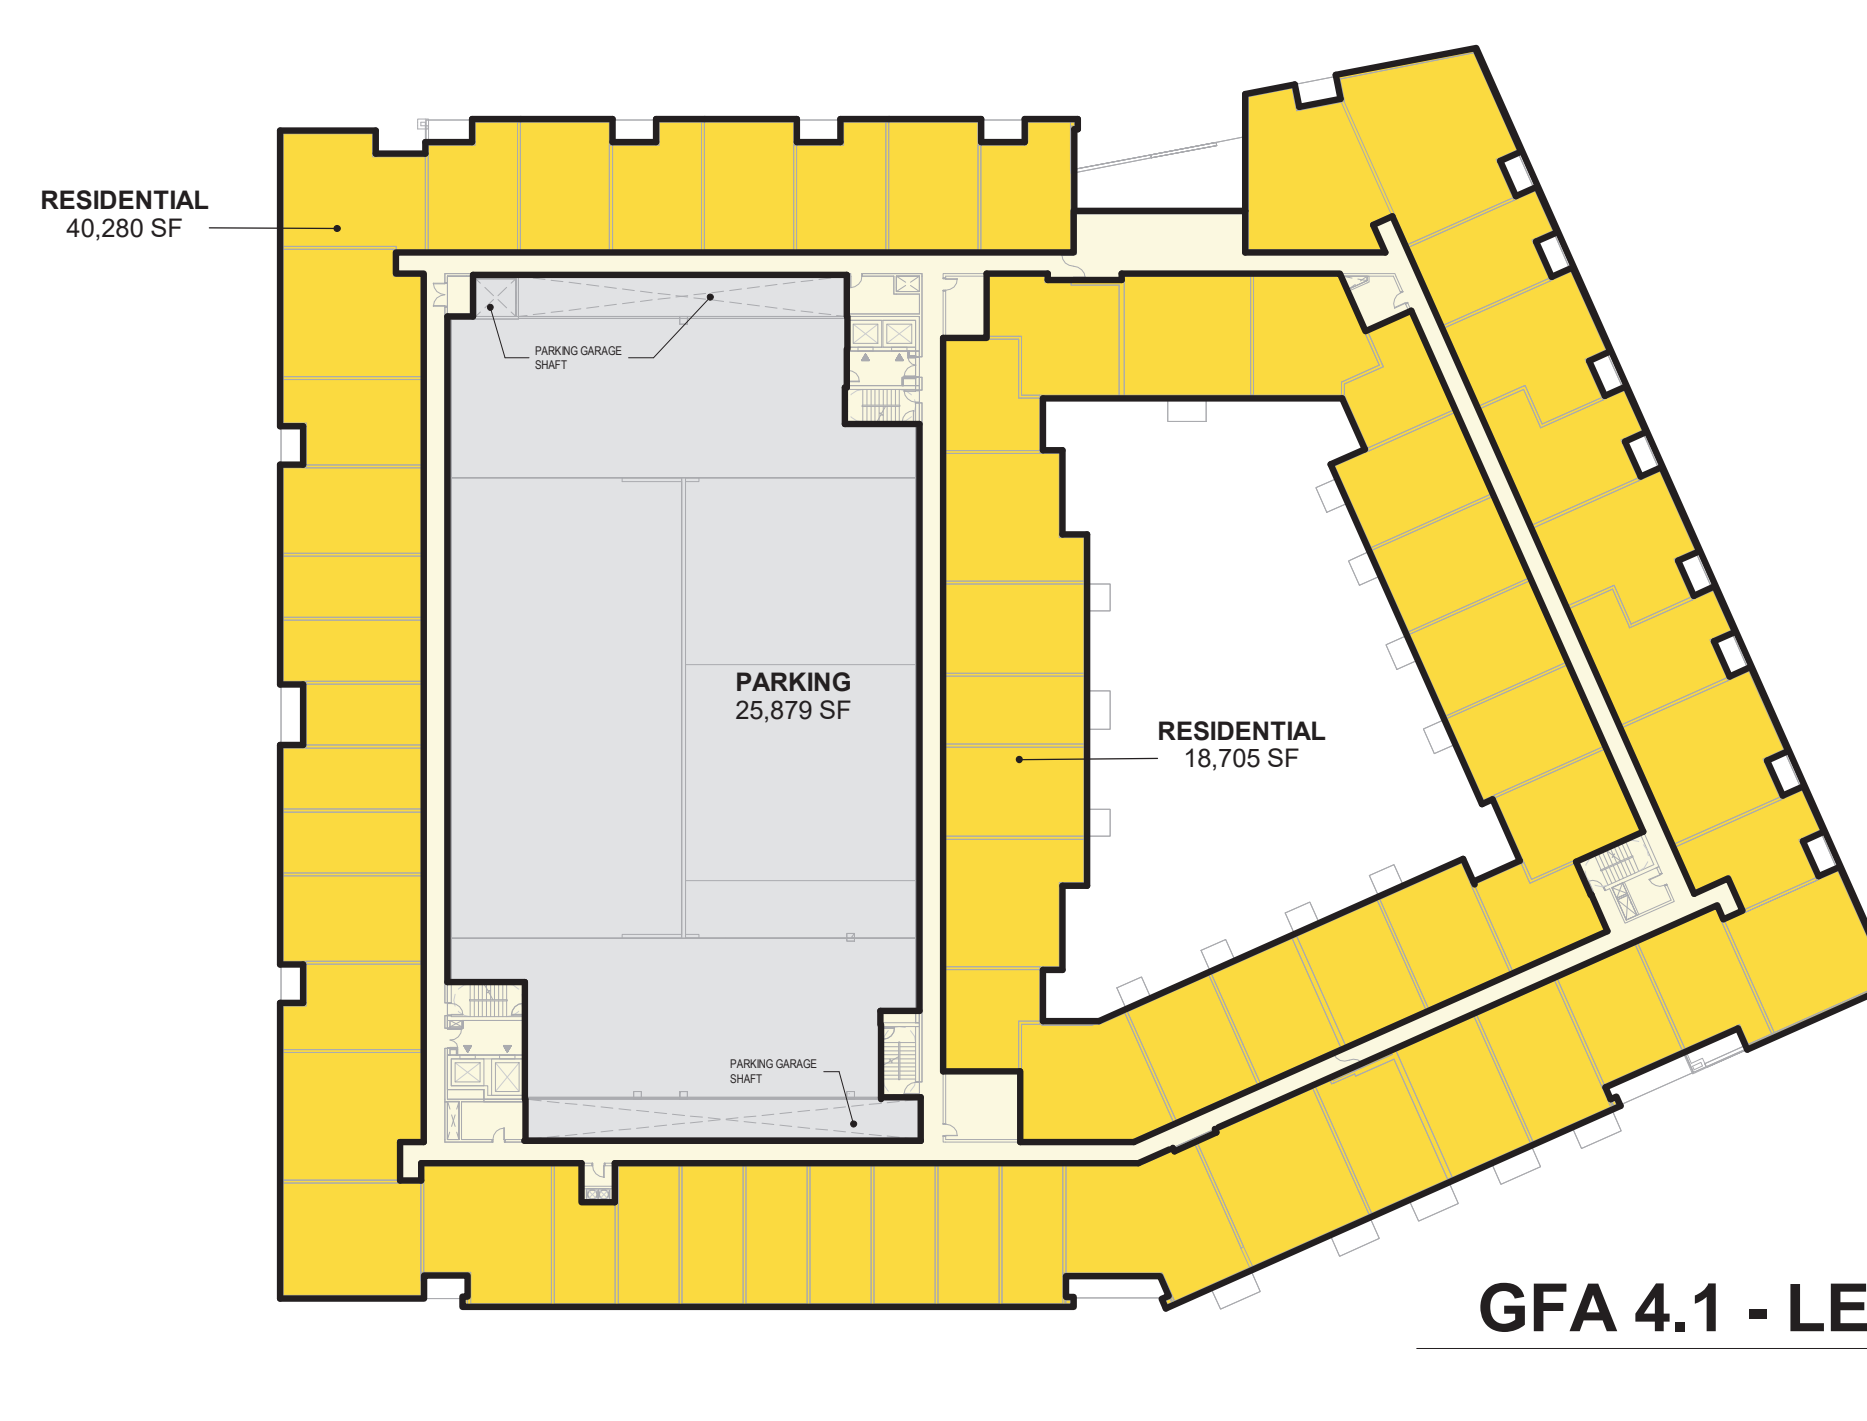 RESIDENTIAL
40,280 SF
PARKING GARAGE
SHAFT
PARKING
25,879 SF
RESIDENTIAL
18,705 SF
PARKING GARAGE
SHAFT
GFA 4.1 - LE